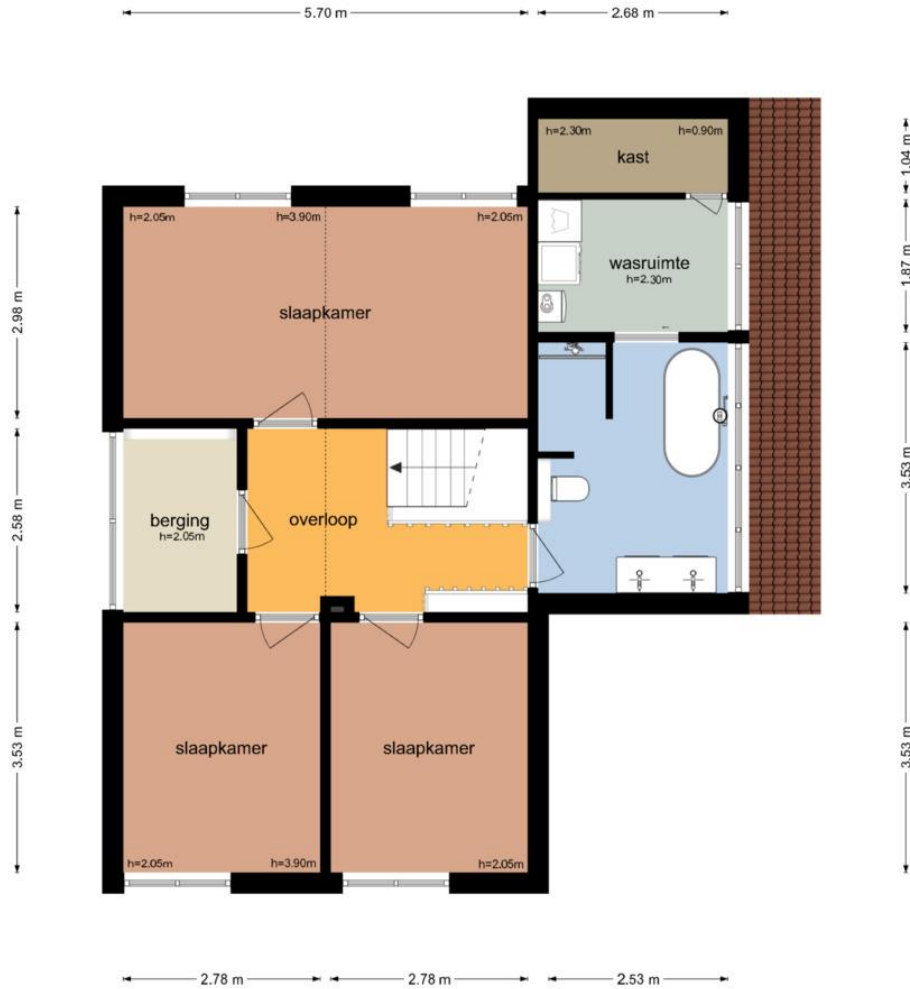 5.70 m
2.68 m
h=2.30m
h=0.90m
kast
1.04 m
h=2.05m
h=3.90m
h=2.05m
wasruimte
h=2.30m
1.87 m
2.98 m
slaapkamer
3.53 m
2.58 m
berging
h=2.05m
overloop
3.53 m
slaapkamer
slaapkamer
3.53 m
h=2.05m
h=3.90m
h=2.05m
2.78 m
2.78 m
2.53 m